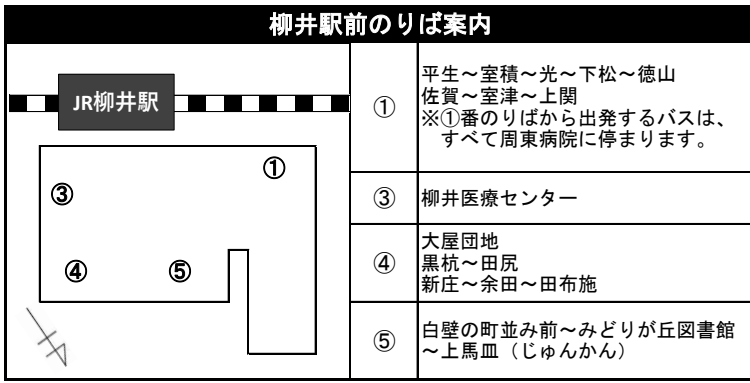 柳井駅前のりば案内
JR柳井駅
①
③
④
⑤
①
平生～室積～光～下松～徳山
佐賀～室津～上関
※①番のりばから出発するバスは、
すべて周東病院に停まります。
③
柳井医療センター
④
大屋団地
黒杭～田尻
新庄～余田～田布施
⑤
白壁の町並み前～みどりが丘図書館
～上馬皿（じゅんかん）